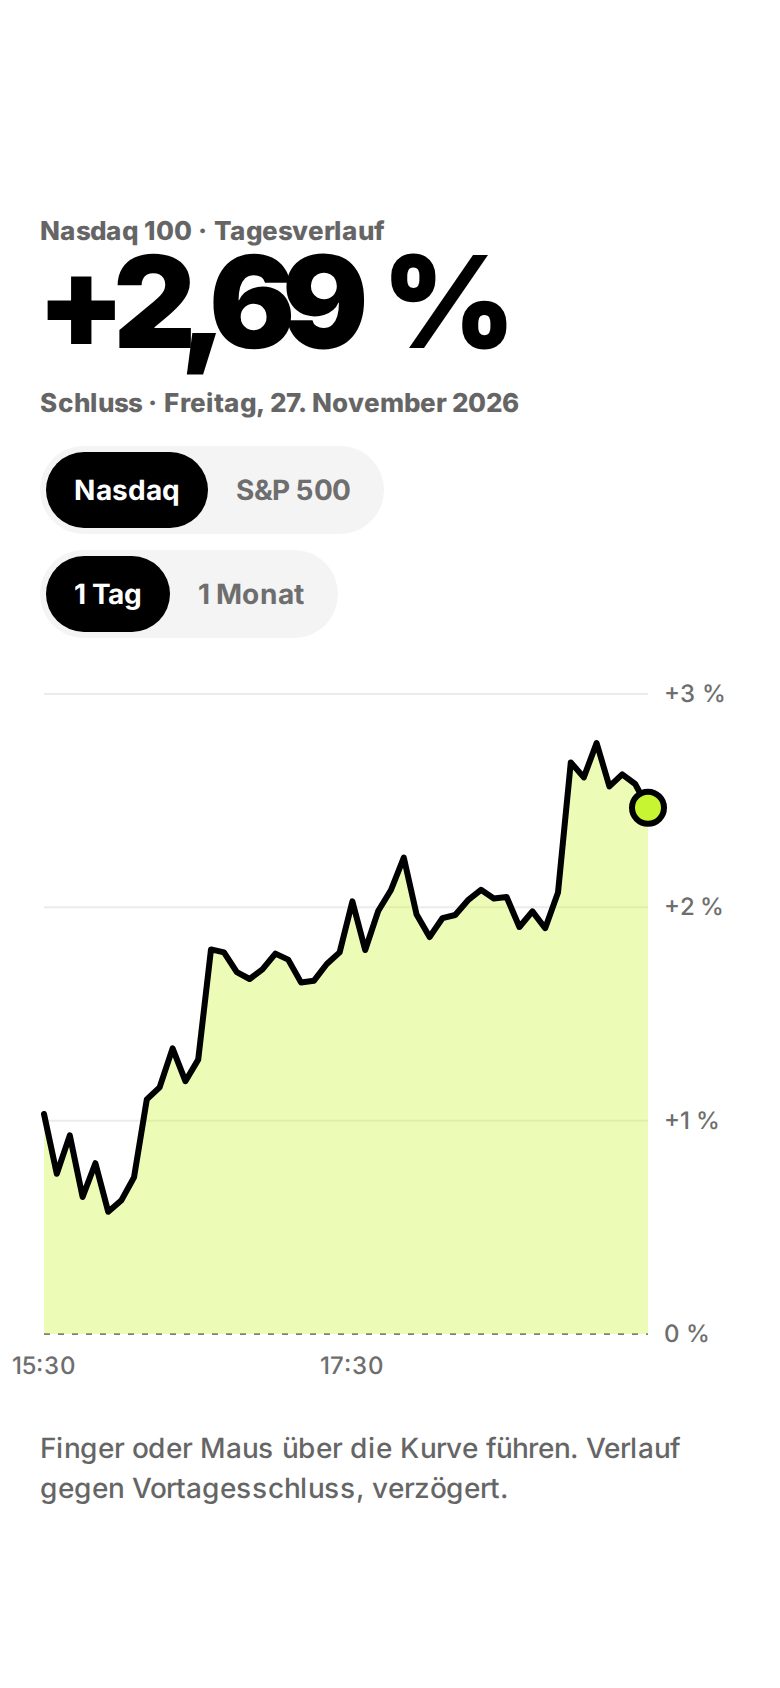 Nasdaq 100 · Tagesverlauf
+2,69 %
Schluss · Freitag, 27. November 2026
Nasdaq S&P 500
1 Tag 1 Monat
+3 %
+2 %
+1 %
0 %
15:30 17:30
Finger oder Maus über die Kurve führen. Verlauf
gegen Vortagesschluss, verzögert.